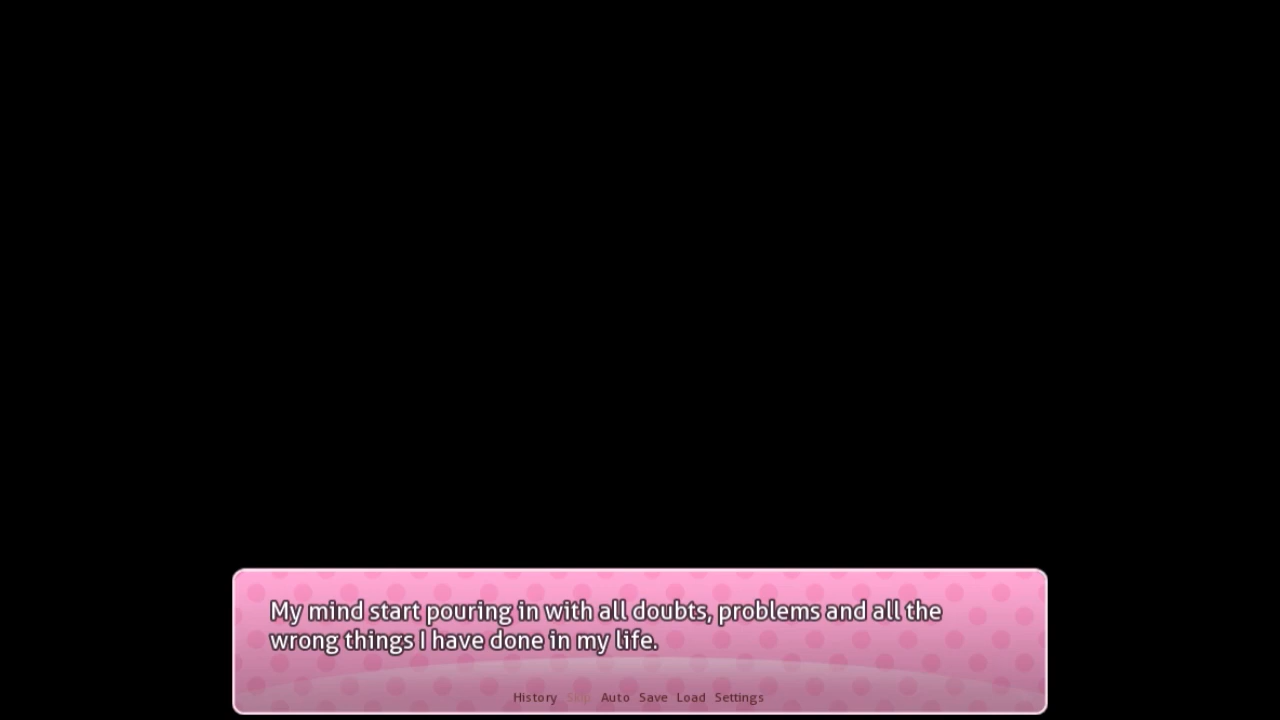 My mind start pouring in with all doubts, problems and all the
wrong things I have done in my life.
History Skip Auto Save Load Settings